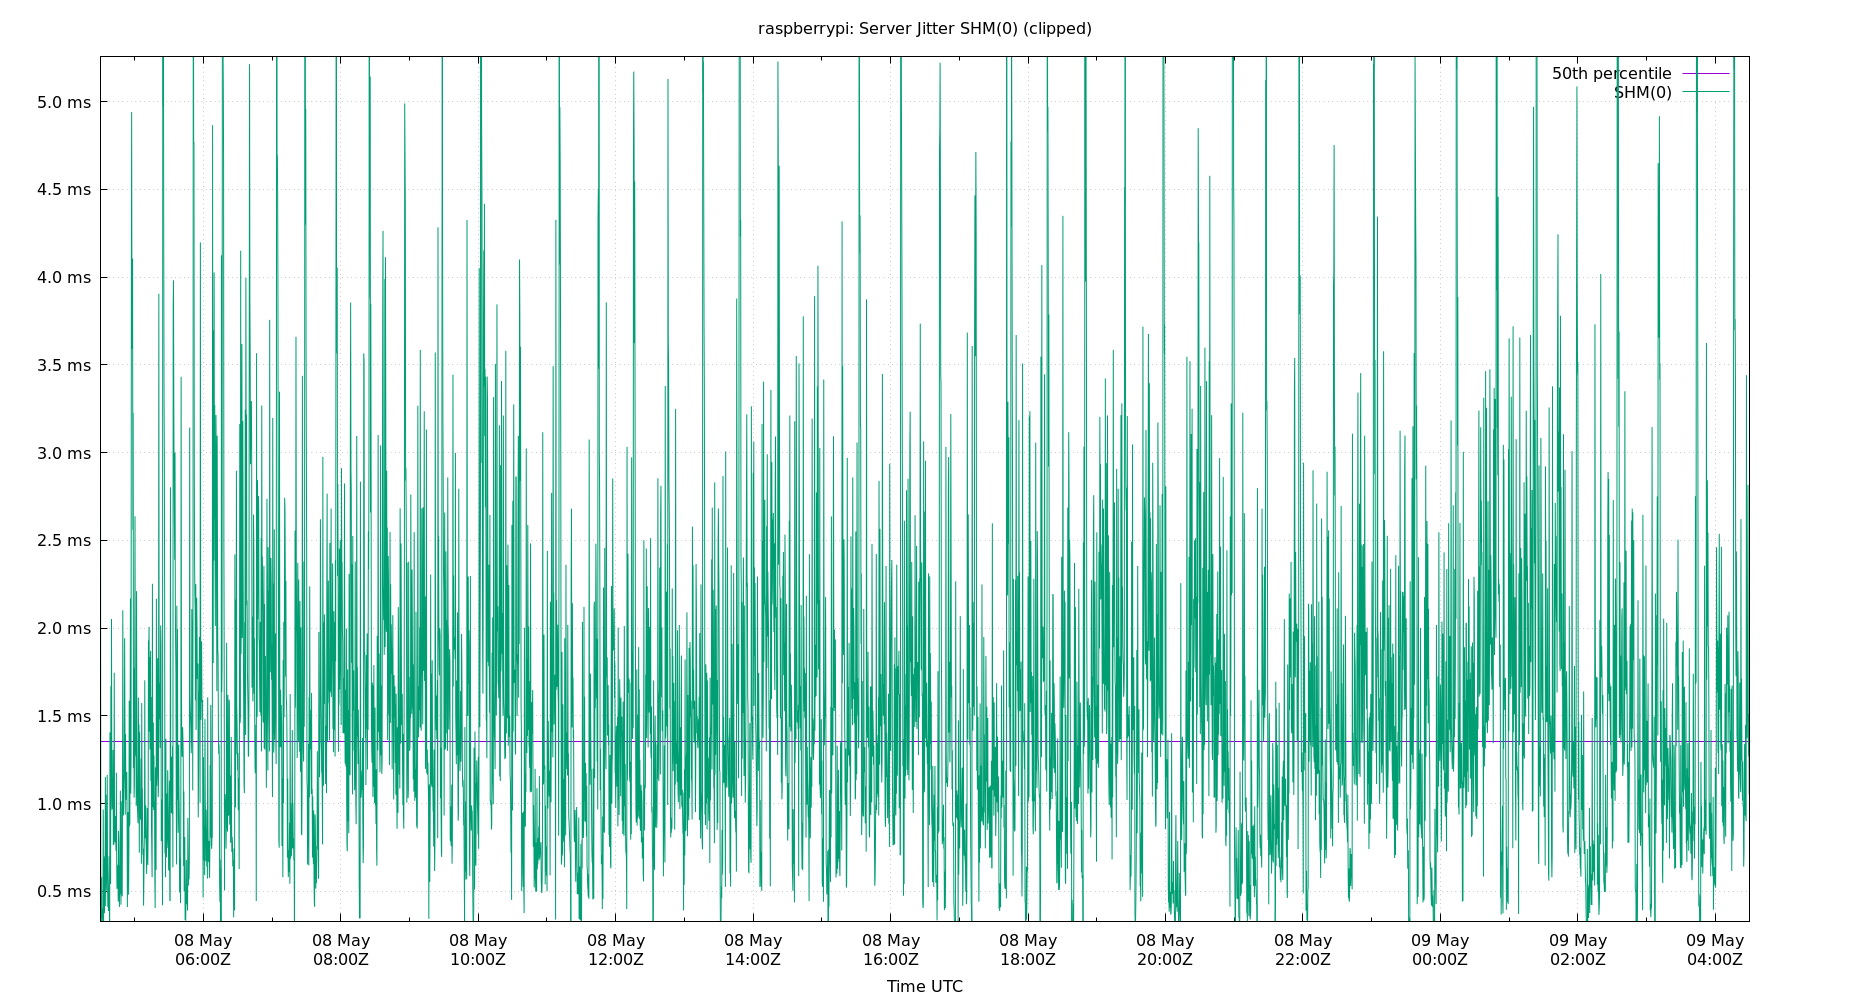 raspberrypi: Server Jitter SHM(0) (clipped)
50th percentile
SHM(0)
5.0 ms
4.5 ms
4.0 ms
3.5 ms
3.0 ms
2.5 ms
2.0 ms
1.5 ms
1.0 ms
0.5 ms
08 May 08 May 08 May 08 May 08 May 08 May 08 May 08 May 08 May 09 May 09 May 09 May
06:00Z 08:00Z 10:00Z 12:00Z 14:00Z 16:00Z 18:00Z 20:00Z 22:00Z 00:00Z 02:00Z 04:00Z
Time UTC